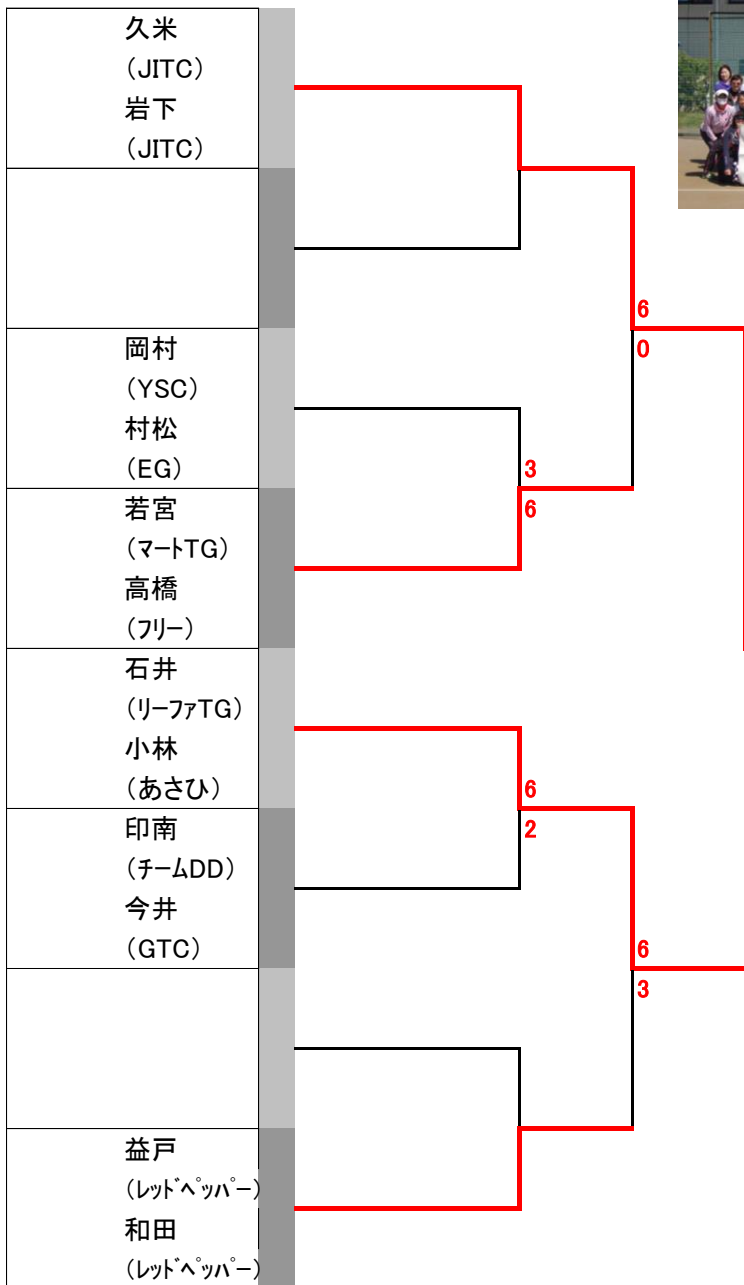 久米
(JITC)
岩下
(JITC)
6
0
岡村
(YSC)
村松
(EG)
3
6
若宮
(マートTG)
高橋
(フリー)
石井
(リーファTG)
小林
(あさひ)
6
2
印南
(チームDD)
今井
(GTC)
6
3
益戸
(ﾚｯﾄﾞﾍﾟｯﾊﾟｰ)
和田
(ﾚｯﾄﾞﾍﾟｯﾊﾟｰ)